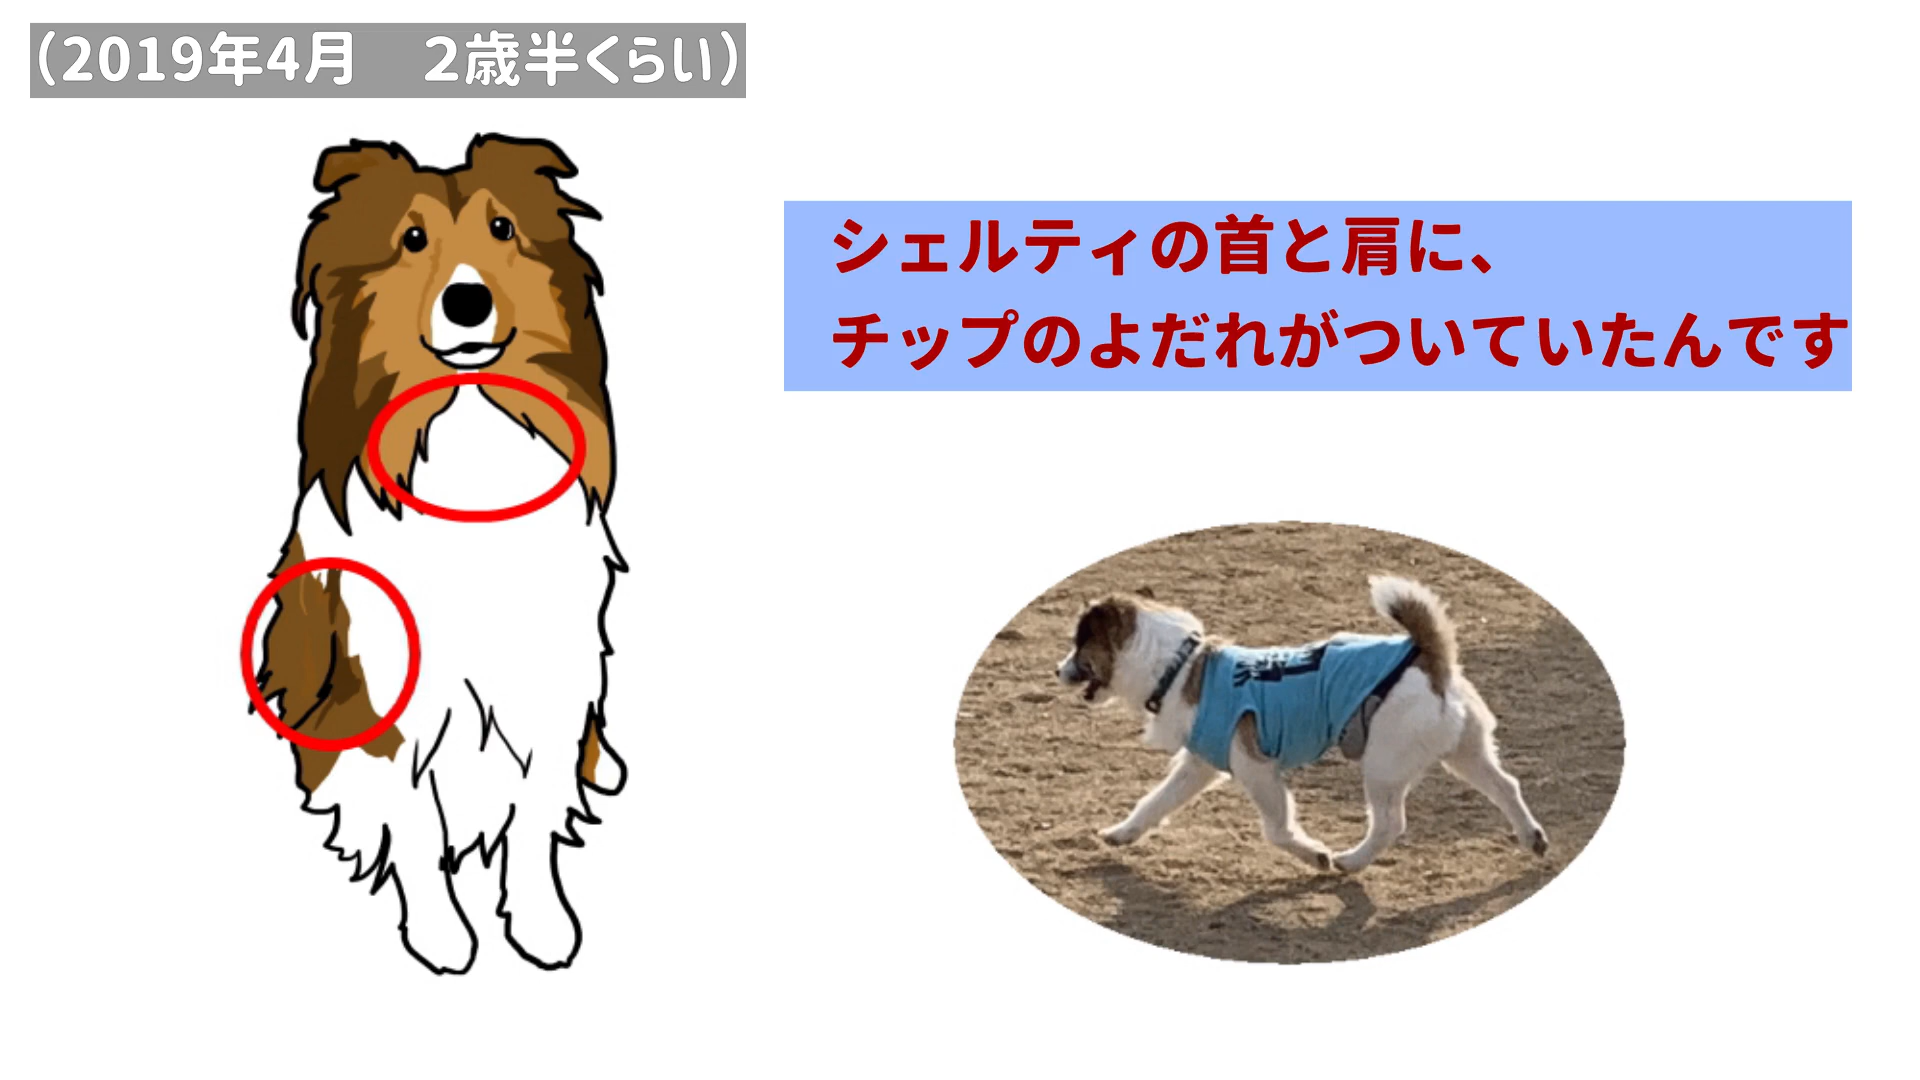 （2019年4月　２歳半くらい）
シェルティの首と肩に、
チップのよだれがついていたんです